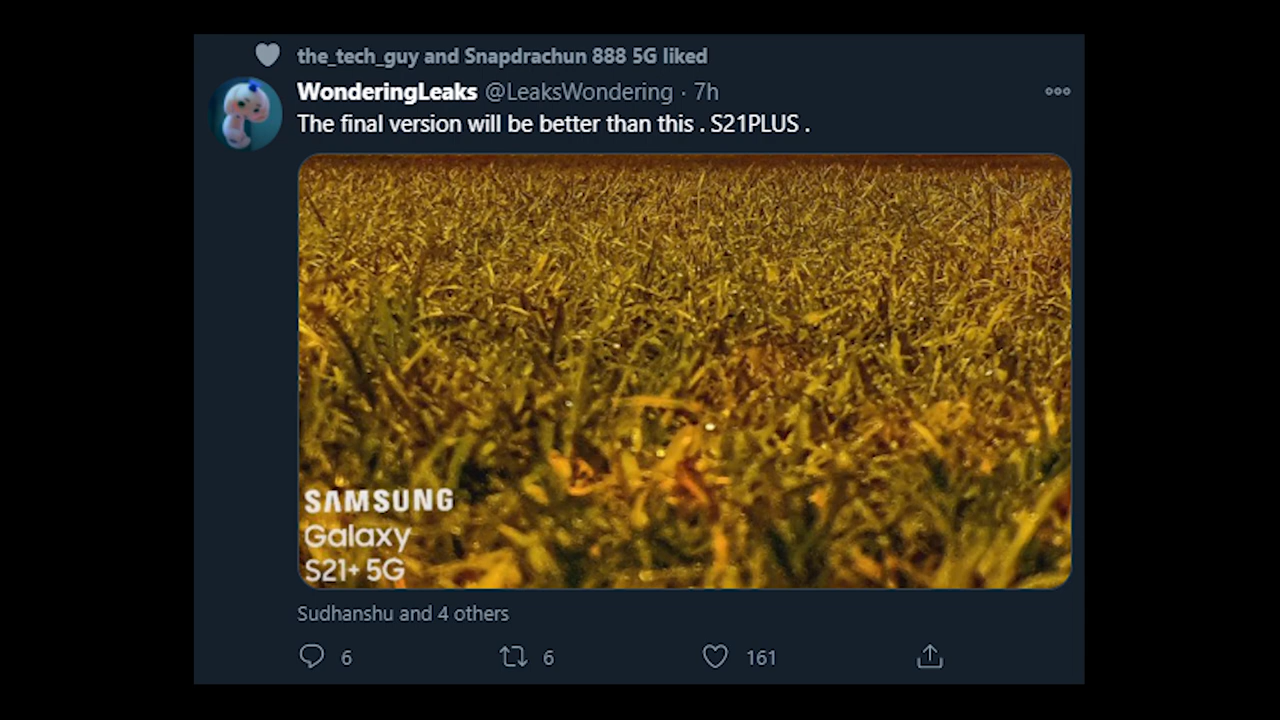 the_tech_guy and Snapdrachun 888 5G liked
WonderingLeaks @LeaksWondering · 7h
The final version will be better than this . S21PLUS .
SAMSUNG
Galaxy
S21+ 5G
Sudhanshu and 4 others
6 6 161